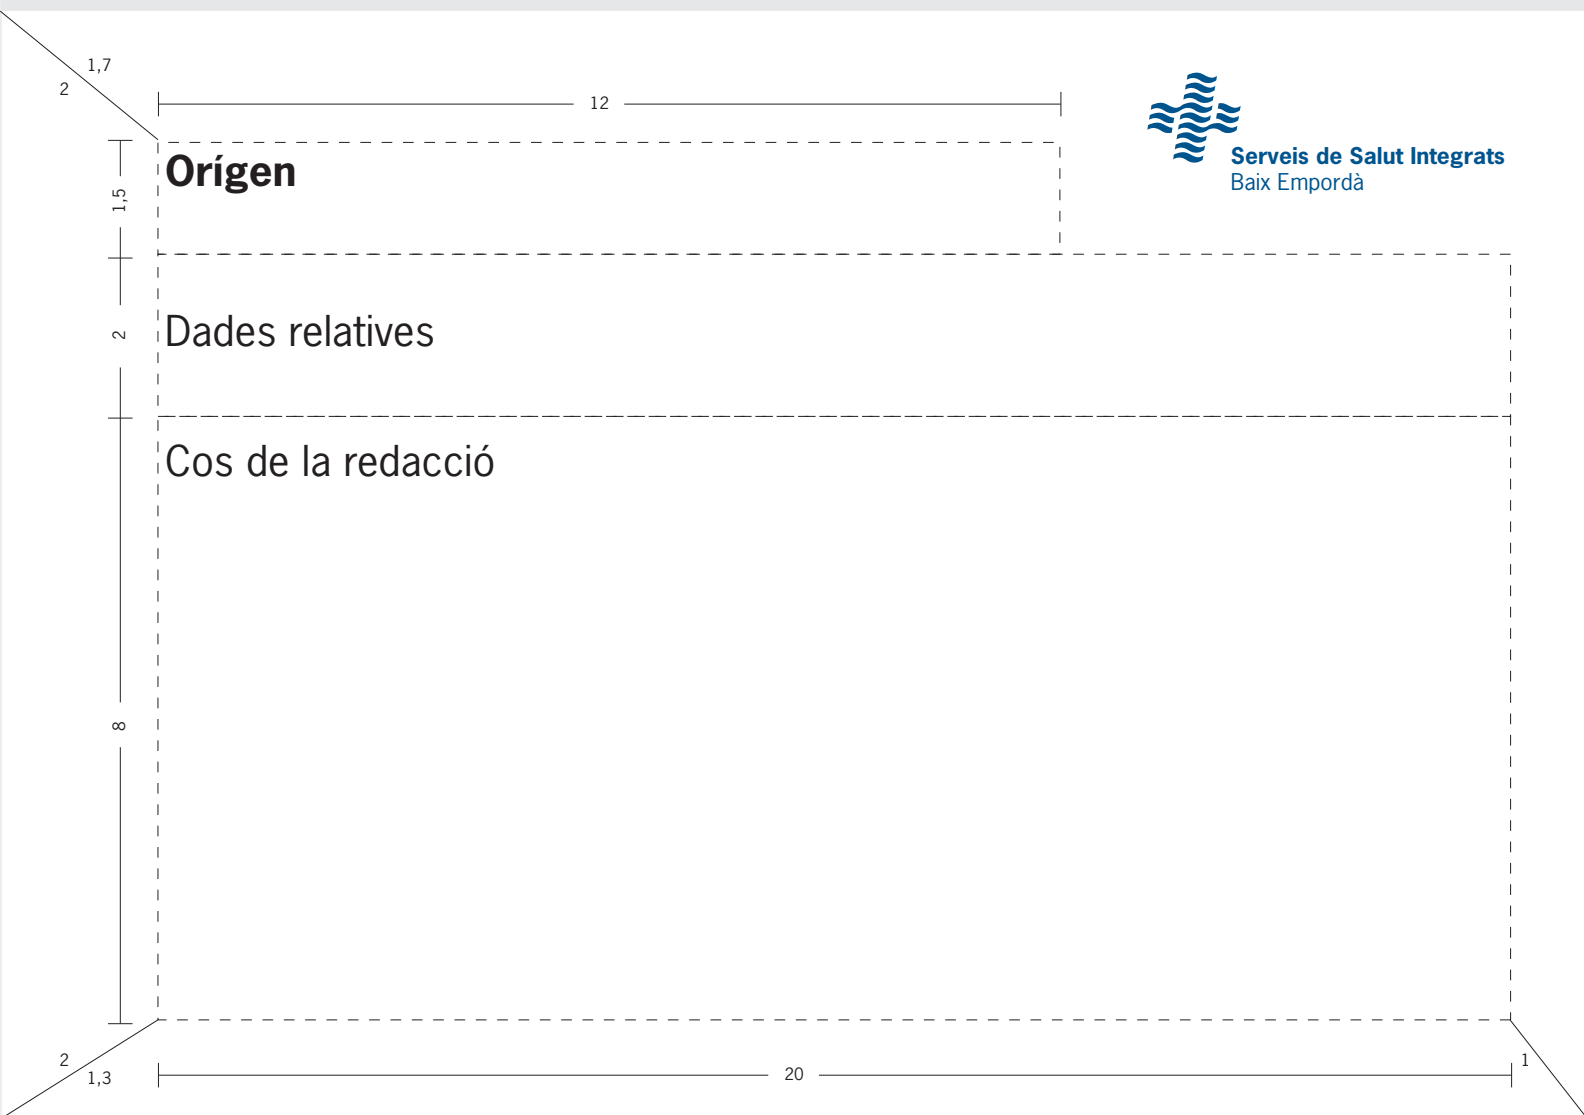 1,7
2
12
Serveis de Salut Integrats
Baix Empordà
Orígen
1,5
Dades relatives
2
Cos de la redacció
8
2
1,3
20
1